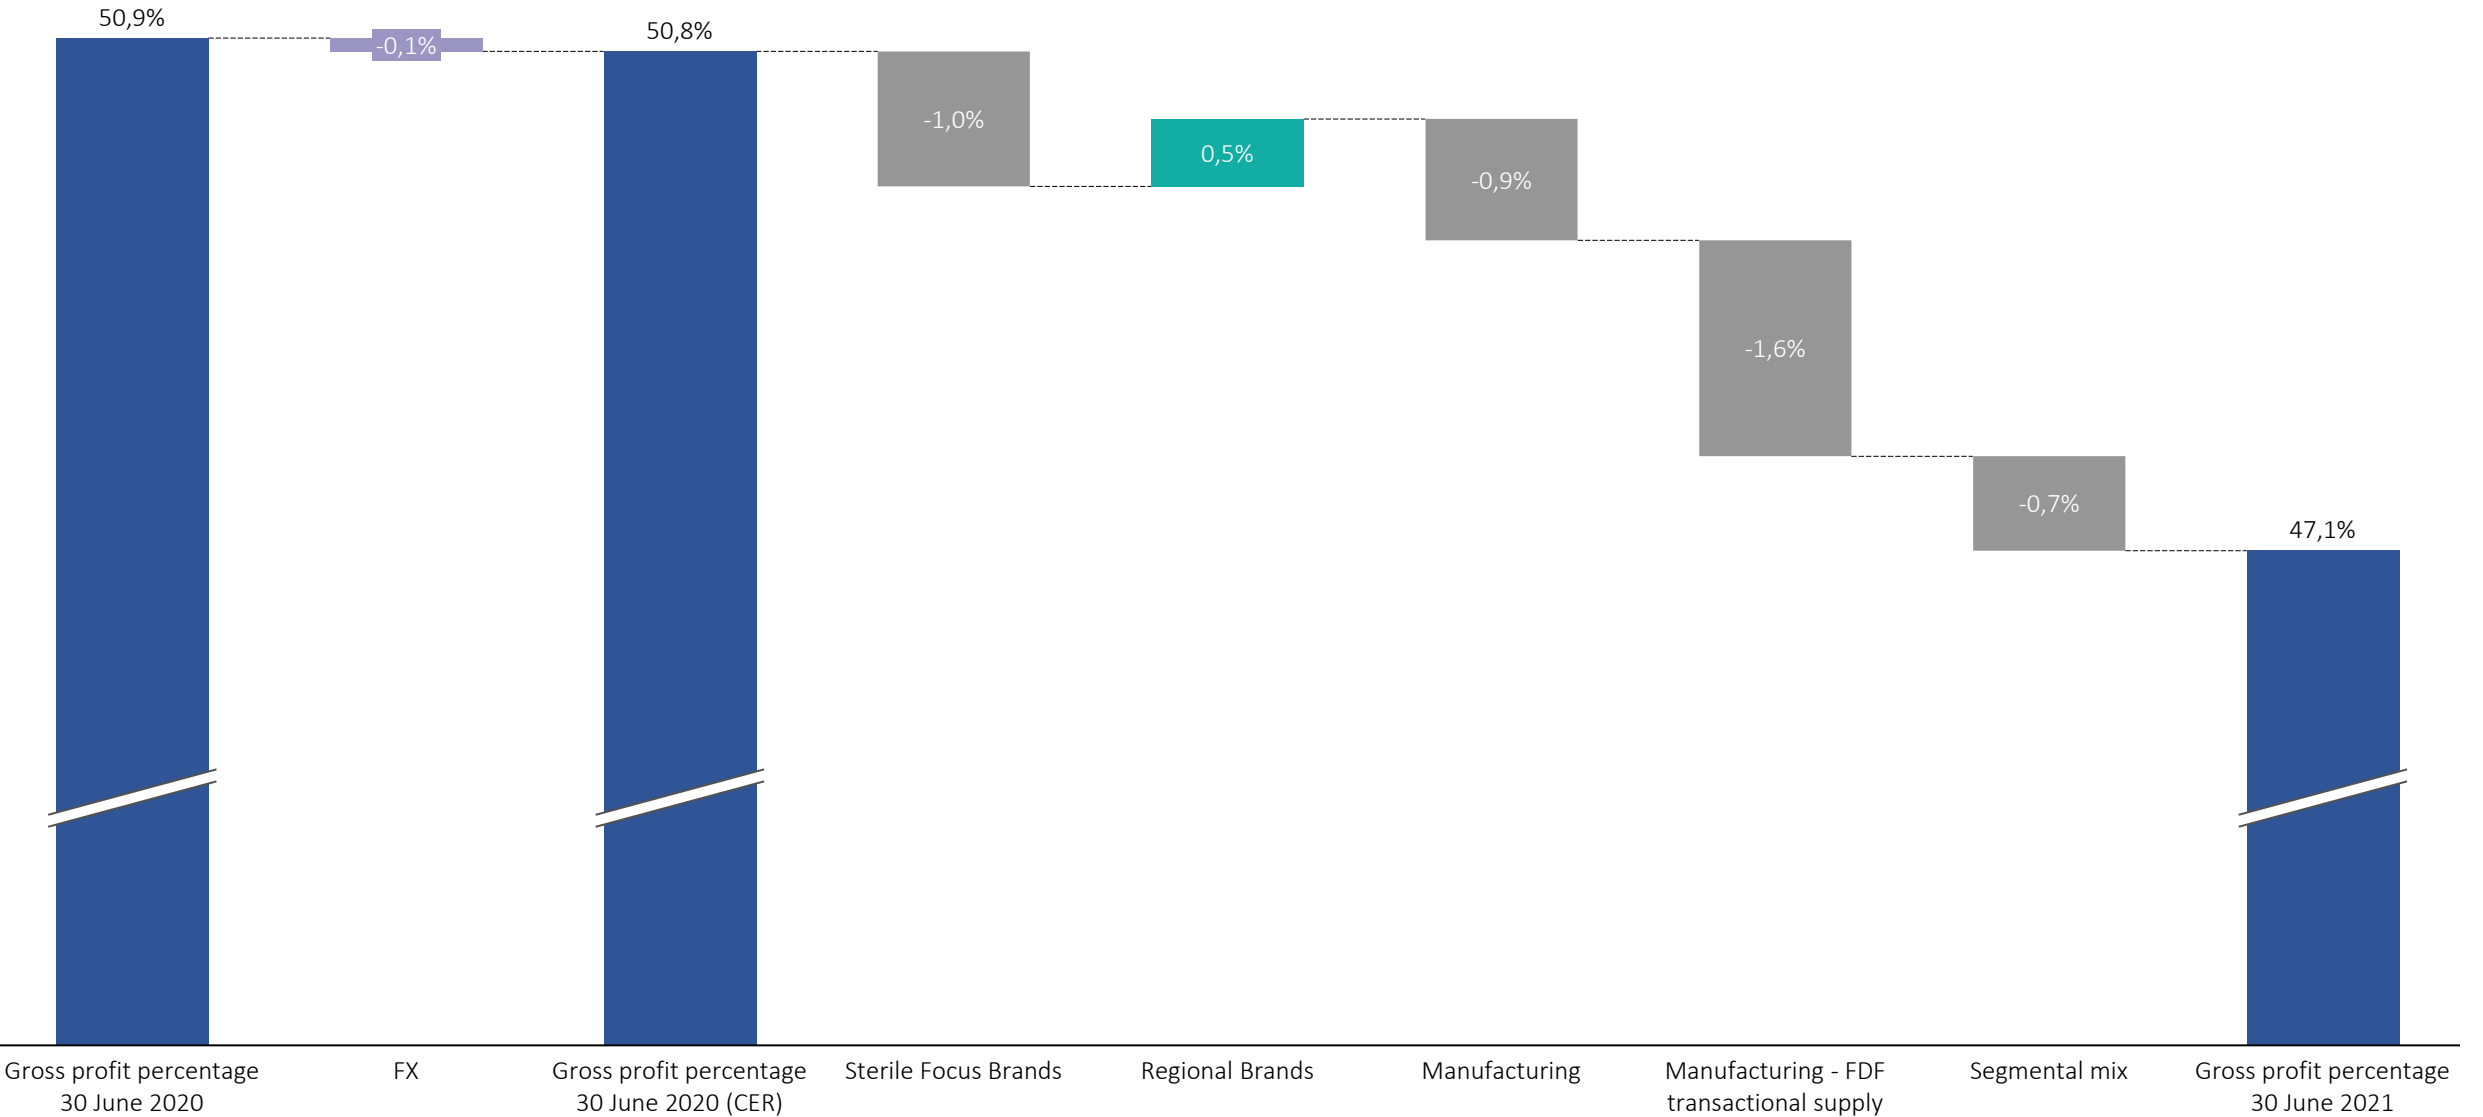 50,9%
-0,1%
50,8%
-1,0%
0,5%
-0,9%
-1,6%
-0,7%
47,1%
Gross profit percentage
30 June 2020
FX
Gross profit percentage
30 June 2020 (CER)
Sterile Focus Brands
Regional Brands
Manufacturing
Manufacturing - FDF
transactional supply
Segmental mix
Gross profit percentage
30 June 2021